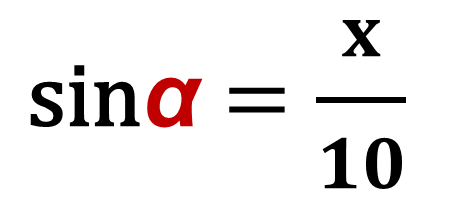 sinα = x/10